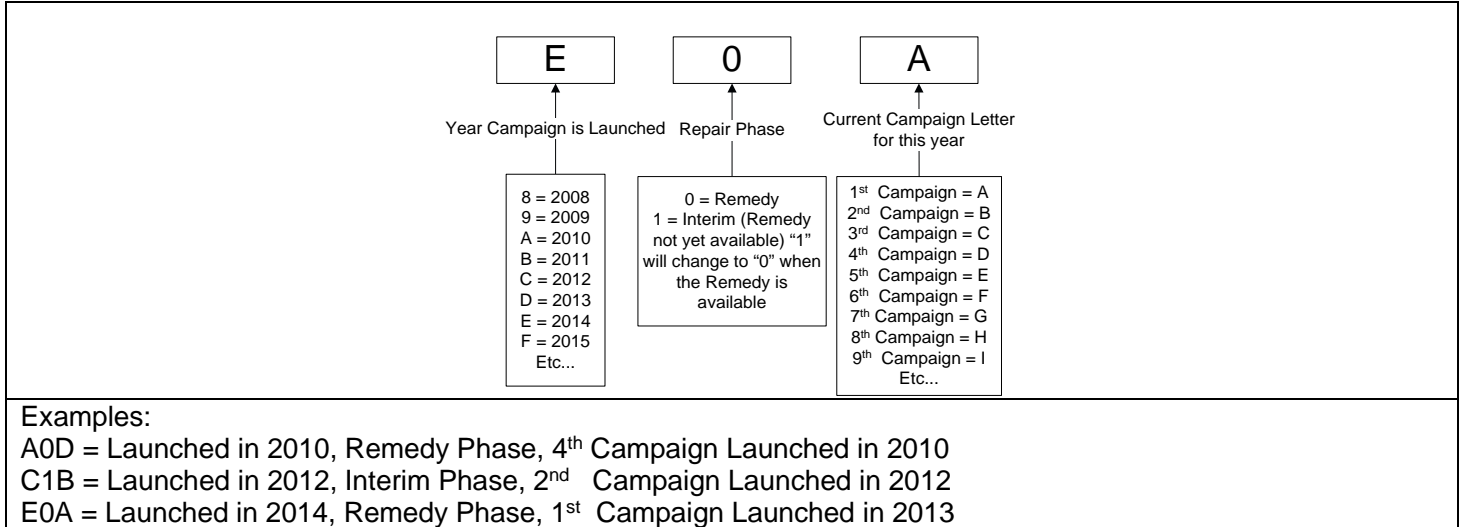 E
0
A
Year Campaign is Launched
Repair Phase
Current Campaign Letter
for this year
8 = 2008
9 = 2009
A = 2010
B = 2011
C = 2012
D = 2013
E = 2014
F = 2015
Etc...
0 = Remedy
1 = Interim (Remedy
not yet available) “1”
will change to “0” when
the Remedy is
available
1st Campaign = A
2nd Campaign = B
3rd Campaign = C
4th Campaign = D
5th Campaign = E
6th Campaign = F
7th Campaign = G
8th Campaign = H
9th Campaign = I
Etc...
Examples:
A0D = Launched in 2010, Remedy Phase, 4th Campaign Launched in 2010
C1B = Launched in 2012, Interim Phase, 2nd Campaign Launched in 2012
E0A = Launched in 2014, Remedy Phase, 1st Campaign Launched in 2013